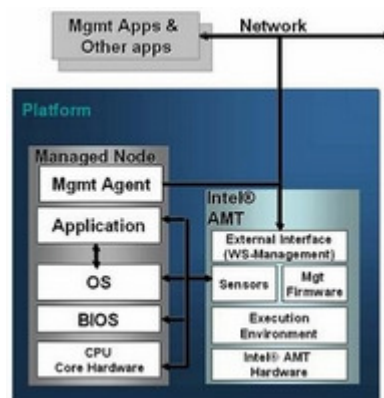 Mgmt Apps &
Other apps
Network
Platform
Managed Node
Mgmt Agent
Application
OS
BIOS
CPU
Core Hardware
Intel®
AMT
External Interface
(WS-Management)
Sensors
Mgt
Firmware
Execution
Environment
Intel® AMT
Hardware